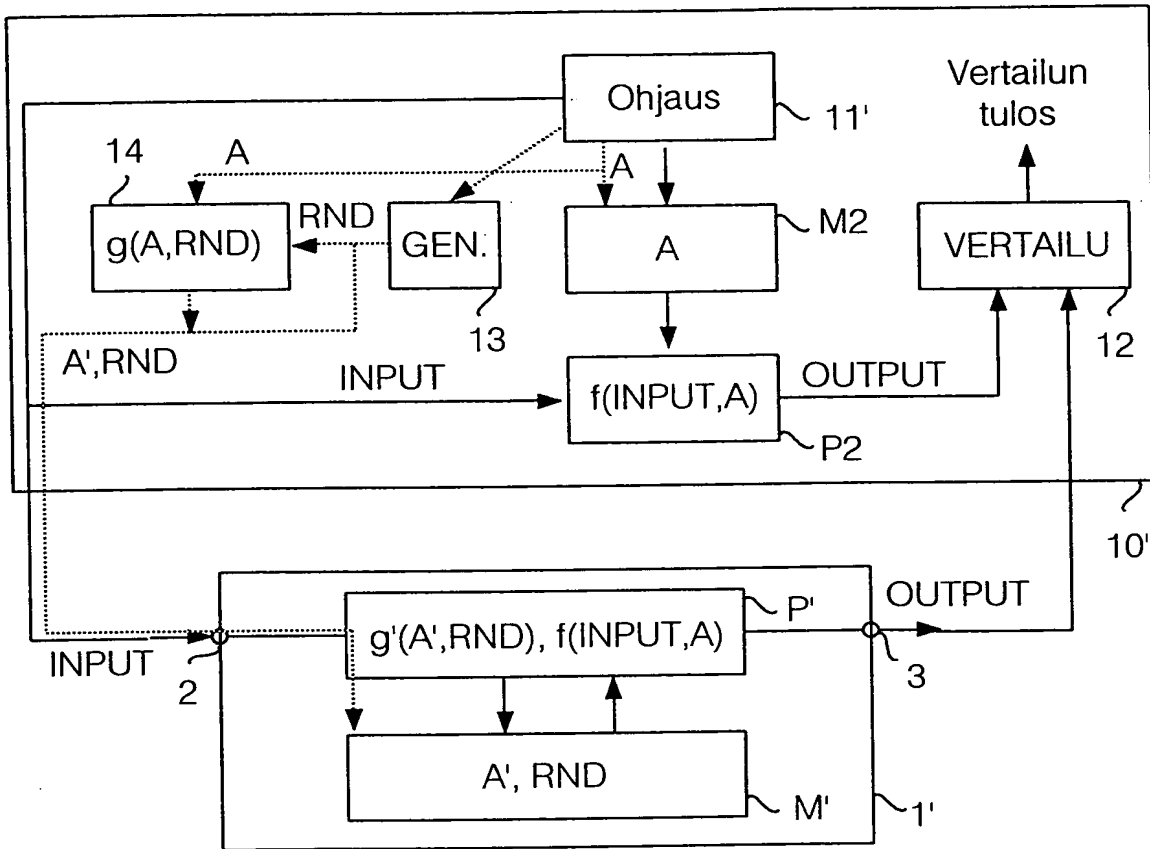 Ohjaus
11'
Vertailun
tulos
14
A
A
RND
g(A,RND)
GEN.
13
A
M2
VERTAILU
12
A',RND
INPUT
f(INPUT,A)
OUTPUT
P2
10'
INPUT
2
g'(A',RND), f(INPUT,A)
P'
OUTPUT
3
A', RND
M'
1'